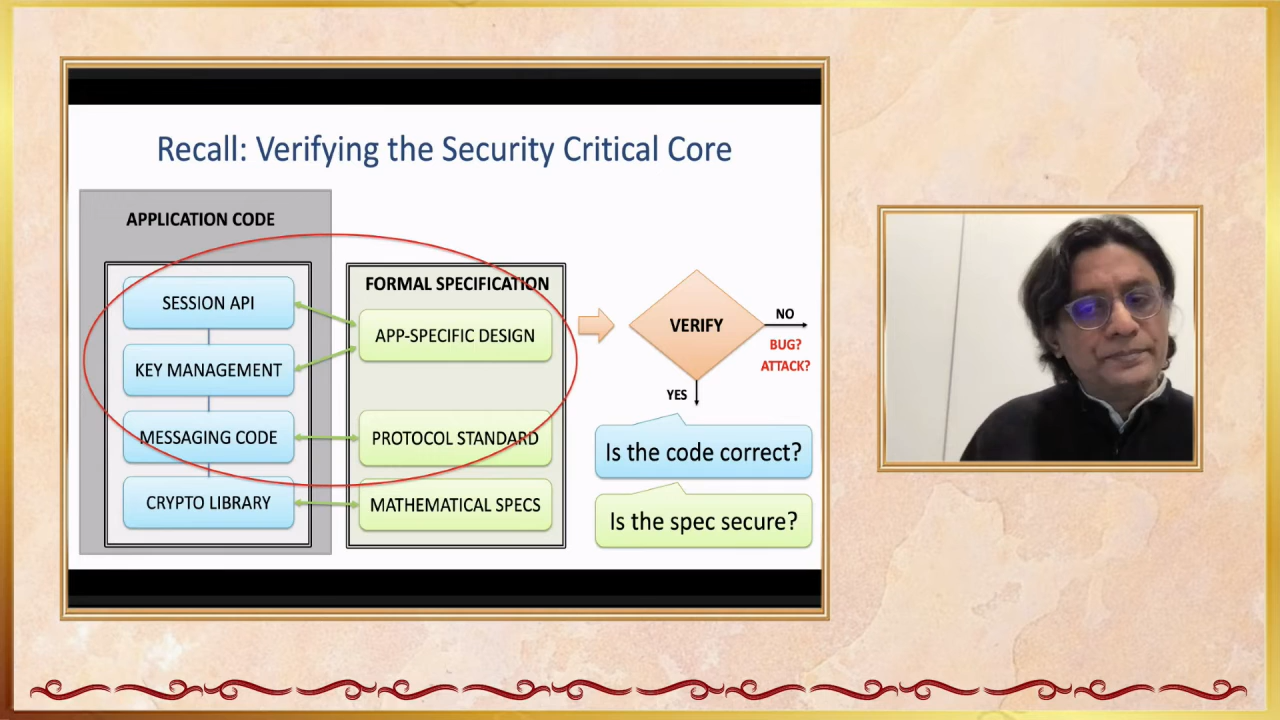 Recall: Verifying the Security Critical Core
APPLICATION CODE
SESSION API
KEY MANAGEMENT
MESSAGING CODE
CRYPTO LIBRARY
FORMAL SPECIFICATION
APP-SPECIFIC DESIGN
PROTOCOL STANDARD
MATHEMATICAL SPECS
VERIFY
NO
BUG?
ATTACK?
YES
Is the code correct?
Is the spec secure?